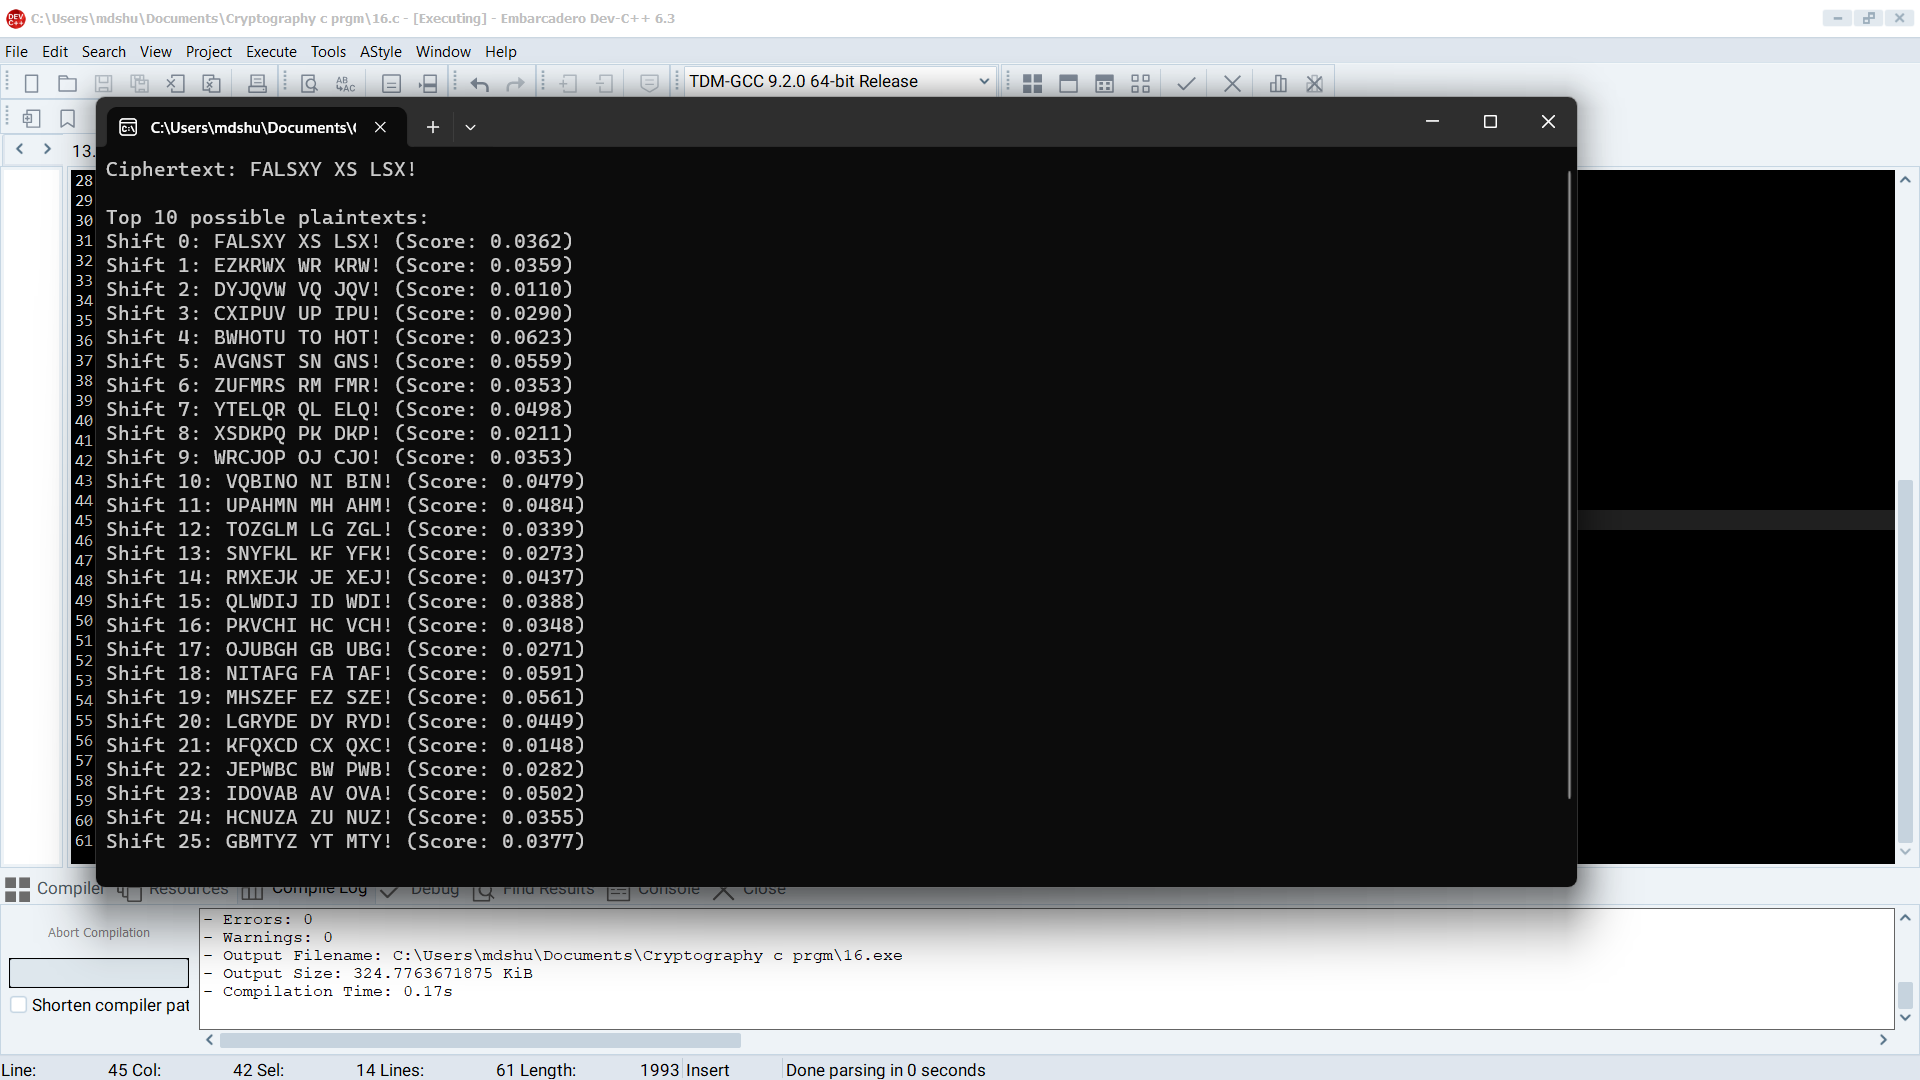 C:\Users\mdshu\Documents\Cryptography c prgm\16.c - [Executing] - Embarcadero Dev-C++ 6.3
File Edit Search View Project Execute Tools AStyle Window Help
TDM-GCC 9.2.0 64-bit Release
C:\Users\mdshu\Documents\(
13.
Ciphertext: FALSXY XS LSX!
Top 10 possible plaintexts:
Shift 0: FALSXY XS LSX! (Score: 0.0362)
Shift 1: EZKRWX WR KRW! (Score: 0.0359)
Shift 2: DYJQVW VQ JQV! (Score: 0.0110)
Shift 3: CXIPUV UP IPU! (Score: 0.0290)
Shift 4: BWHOTU TO HOT! (Score: 0.0623)
Shift 5: AVGNST SN GNS! (Score: 0.0559)
Shift 6: ZUFMRS RM FMR! (Score: 0.0353)
Shift 7: YTELQR QL ELQ! (Score: 0.0498)
Shift 8: XSDKPQ PK DKP! (Score: 0.0211)
Shift 9: WRCJOP OJ CJO! (Score: 0.0353)
Shift 10: VQBINO NI BIN! (Score: 0.0479)
Shift 11: UPAHMN MH AHM! (Score: 0.0484)
Shift 12: TOZGLM LG ZGL! (Score: 0.0339)
Shift 13: SNYFKL KF YFK! (Score: 0.0273)
Shift 14: RMXEJK JE XEJ! (Score: 0.0437)
Shift 15: QLWDIJ ID WDI! (Score: 0.0388)
Shift 16: PKVCHI HC VCH! (Score: 0.0348)
Shift 17: OJUBGH GB UBG! (Score: 0.0271)
Shift 18: NITAFG FA TAF! (Score: 0.0591)
Shift 19: MHSZEF EZ SZE! (Score: 0.0561)
Shift 20: LGRYDE DY RYD! (Score: 0.0449)
Shift 21: KFQXCD CX QXC! (Score: 0.0148)
Shift 22: JEPWBC BW PWB! (Score: 0.0282)
Shift 23: IDOVAB AV OVA! (Score: 0.0502)
Shift 24: HCNUZA ZU NUZ! (Score: 0.0355)
Shift 25: GBMTYZ YT MTY! (Score: 0.0377)
28
29
30
31
32
33
34
35
36
37
38
39
40
41
42
43
44
45
46
47
48
49
50
51
52
53
54
55
56
57
58
59
60
61
Compiler Resources Compile Log Debug Find Results Console Close
Abort Compilation
Shorten compiler pat
- Errors: 0
- Warnings: 0
- Output Filename: C:\Users\mdshu\Documents\Cryptography c prgm\16.exe
- Output Size: 324.7763671875 KiB
- Compilation Time: 0.17s
Line: 45 Col: 42 Sel: 14 Lines: 61 Length: 1993 Insert Done parsing in 0 seconds